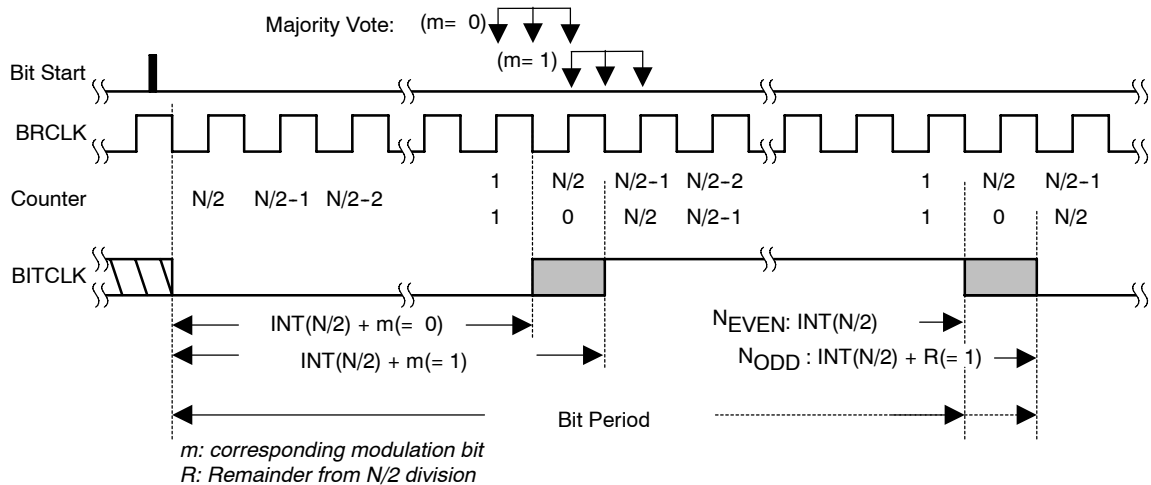 Majority Vote: (m= 0)
(m= 1)
Bit Start
BRCLK
Counter
N/2 N/2-1 N/2-2 1 N/2 N/2-1 N/2-2 1 N/2 N/2-1
1 0 N/2 N/2-1 1 0 N/2
BITCLK
INT(N/2) + m(= 0)
NEVEN: INT(N/2)
INT(N/2) + m(= 1)
NODD : INT(N/2) + R(= 1)
Bit Period
m: corresponding modulation bit
R: Remainder from N/2 division